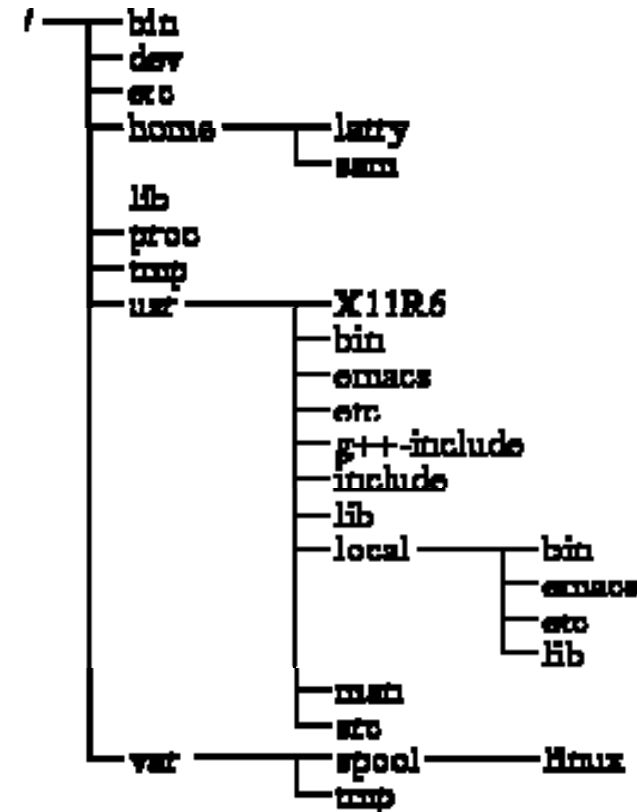 / bin
dev
etc
home larry
sam
lib
proc
tmp
usr X11R6
bin
emacs
etc
g++-include
include
lib
local bin
emacs
etc
lib
man
src
var spool linux
tmp